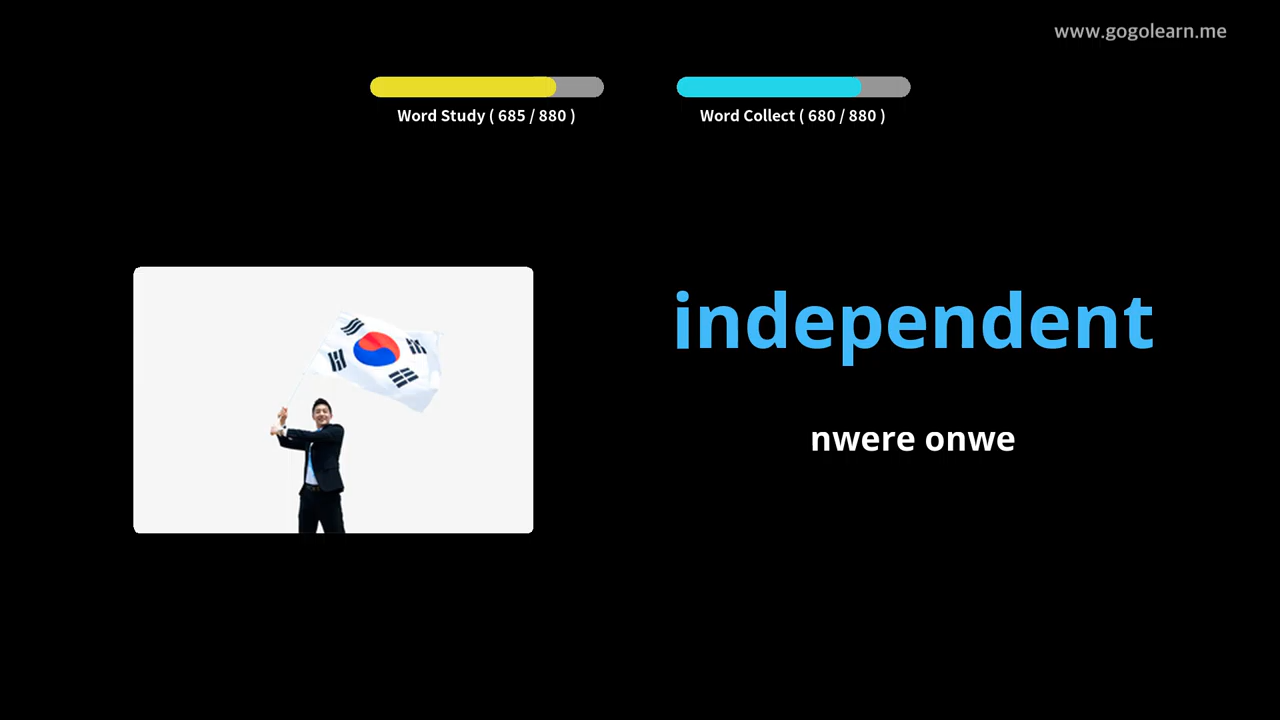 www.gogolearn.me
Word Study ( 685 / 880 )
Word Collect ( 680 / 880 )
independent
nwere onwe